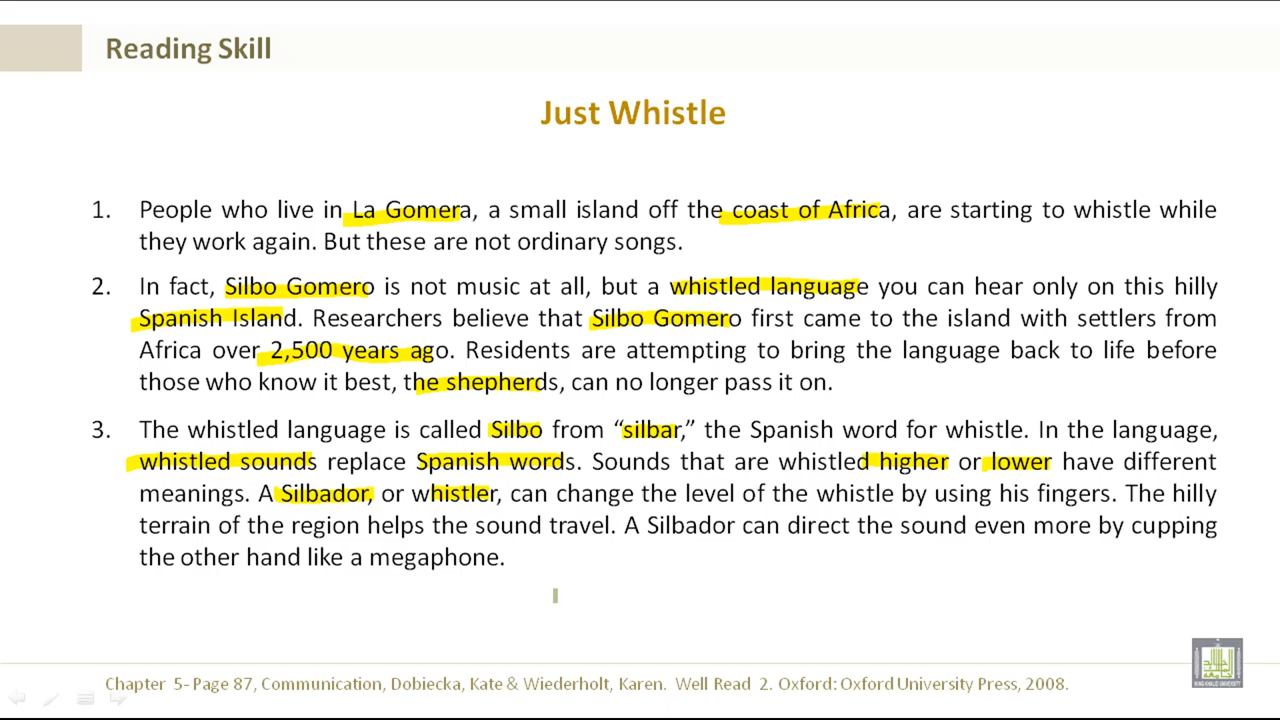 Reading Skill
Just Whistle
1. People who live in La Gomera, a small island off the coast of Africa, are starting to whistle while
they work again. But these are not ordinary songs.
2. In fact, Silbo Gomero is not music at all, but a whistled language you can hear only on this hilly
Spanish Island. Researchers believe that Silbo Gomero first came to the island with settlers from
Africa over 2,500 years ago. Residents are attempting to bring the language back to life before
those who know it best, the shepherds, can no longer pass it on.
3. The whistled language is called Silbo from “silbar,” the Spanish word for whistle. In the language,
whistled sounds replace Spanish words. Sounds that are whistled higher or lower have different
meanings. A Silbador, or whistler, can change the level of the whistle by using his fingers. The hilly
terrain of the region helps the sound travel. A Silbador can direct the sound even more by cupping
the other hand like a megaphone.
Chapter 5- Page 87, Communication, Dobiecka, Kate & Wiederholt, Karen. Well Read 2. Oxford: Oxford University Press, 2008.
KING KHALID UNIVERSITY